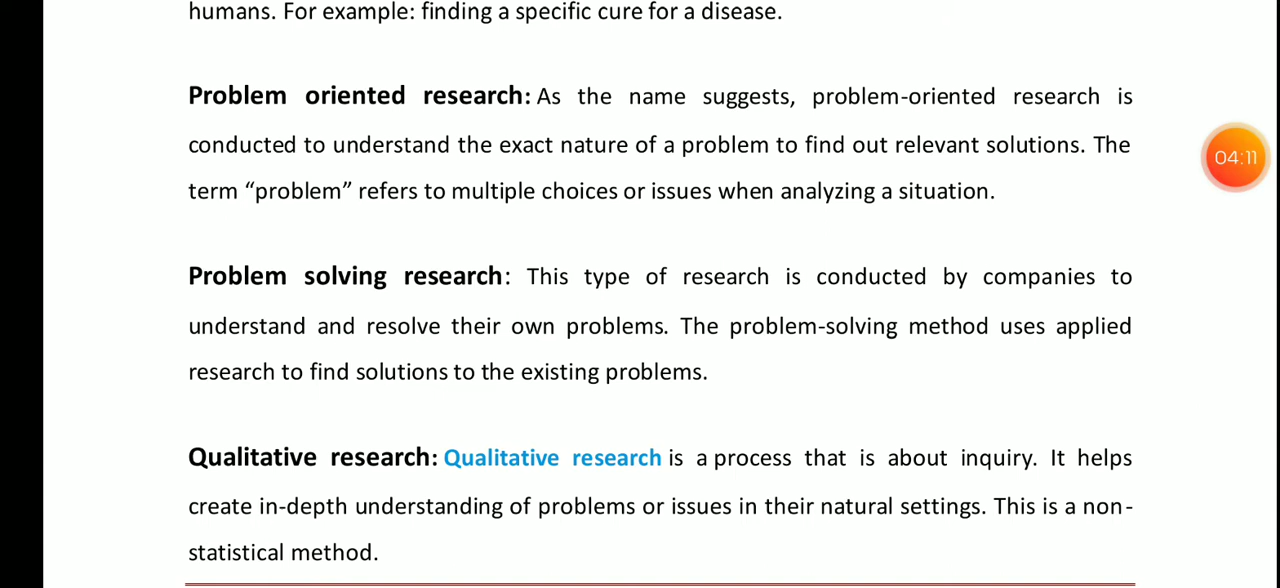 humans. For example: finding a specific cure for a disease.
Problem oriented research: As the name suggests, problem-oriented research is
conducted to understand the exact nature of a problem to find out relevant solutions. The
term “problem” refers to multiple choices or issues when analyzing a situation.
Problem solving research: This type of research is conducted by companies to
understand and resolve their own problems. The problem-solving method uses applied
research to find solutions to the existing problems.
Qualitative research: Qualitative research is a process that is about inquiry. It helps
create in-depth understanding of problems or issues in their natural settings. This is a non-
statistical method.
04:11